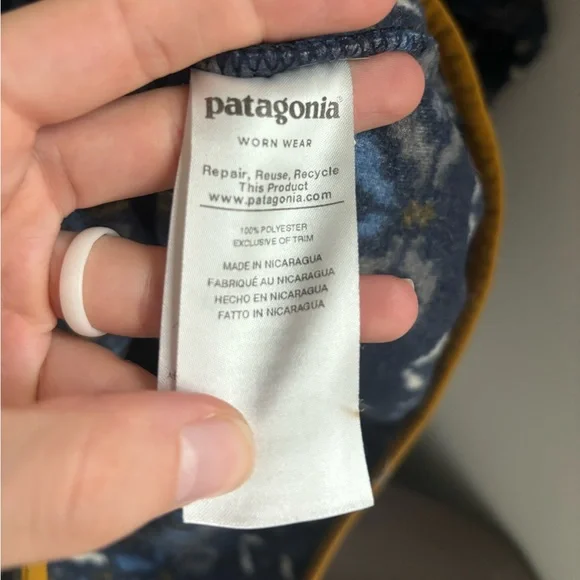 patagonia®
WORN WEAR
Repair, Reuse, Recycle
This Product
www.patagonia.com
100% POLYESTER
EXCLUSIVE OF TRIM
MADE IN NICARAGUA
FABRIQUÉ AU NICARAGUA
HECHO EN NICARAGUA
FATTO IN NICARAGUA